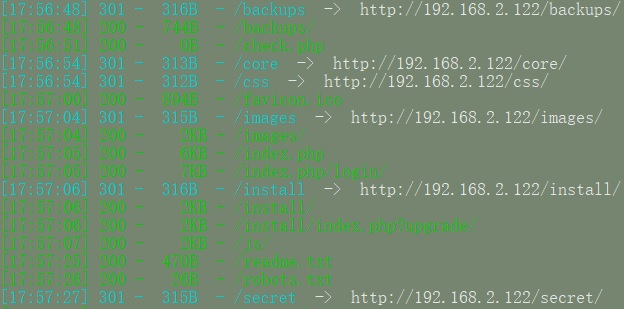 [17:56:48] 301 - 316B - /backups -> http://192.168.2.122/backups/
[17:56:48] 200 - 744B - /backups/
[17:56:51] 200 - 0B - /check.php
[17:56:54] 301 - 313B - /core -> http://192.168.2.122/core/
[17:56:54] 301 - 312B - /css -> http://192.168.2.122/css/
[17:57:00] 200 - 894B - /favicon.ico
[17:57:04] 301 - 315B - /images -> http://192.168.2.122/images/
[17:57:04] 200 - 2KB - /images/
[17:57:05] 200 - 6KB - /index.php
[17:57:05] 200 - 7KB - /index.php/login/
[17:57:06] 301 - 316B - /install -> http://192.168.2.122/install/
[17:57:06] 200 - 2KB - /install/
[17:57:06] 200 - 2KB - /install/index.php?upgrade/
[17:57:07] 200 - 2KB - /js/
[17:57:25] 200 - 470B - /readme.txt
[17:57:26] 200 - 26B - /robots.txt
[17:57:27] 301 - 315B - /secret -> http://192.168.2.122/secret/